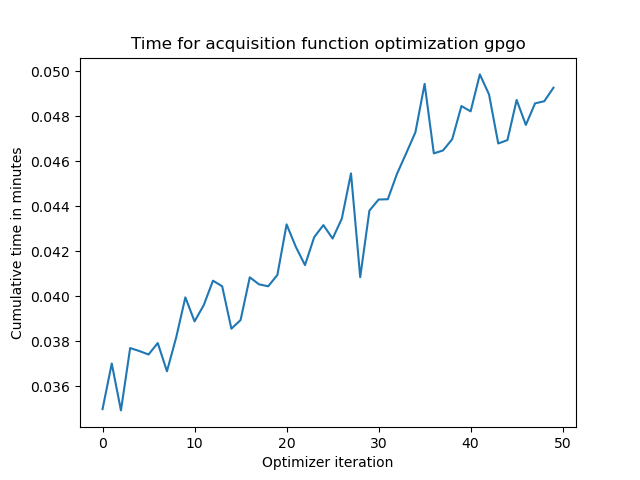 Time for acquisition function optimization gpgo
0.050
0.048
0.046
0.044
0.042
0.040
0.038
0.036
Cumulative time in minutes
0 10 20 30 40 50
Optimizer iteration